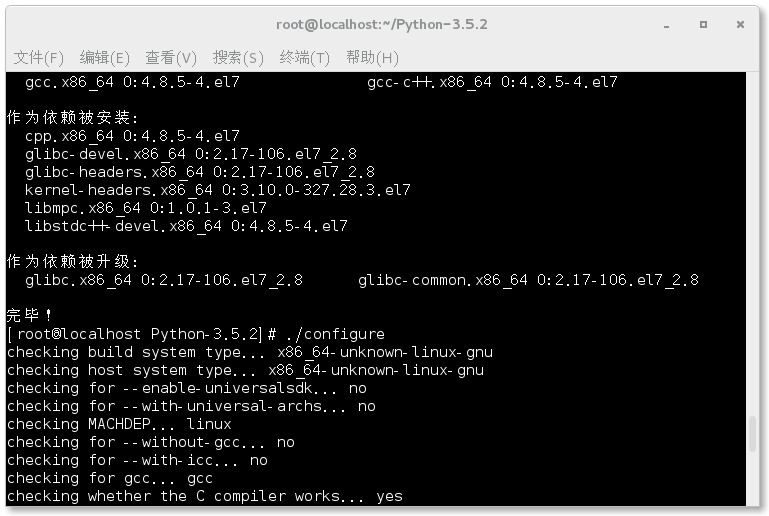 root@localhost:~/Python-3.5.2
文件(F) 编辑(E) 查看(V) 搜索(S) 终端(T) 帮助(H)
gcc.x86_64 0:4.8.5-4.el7 gcc-c++.x86_64 0:4.8.5-4.el7
作为依赖被安装:
cpp.x86_64 0:4.8.5-4.el7
glibc-devel.x86_64 0:2.17-106.el7_2.8
glibc-headers.x86_64 0:2.17-106.el7_2.8
kernel-headers.x86_64 0:3.10.0-327.28.3.el7
libmpc.x86_64 0:1.0.1-3.el7
libstdc++-devel.x86_64 0:4.8.5-4.el7
作为依赖被升级:
glibc.x86_64 0:2.17-106.el7_2.8 glibc-common.x86_64 0:2.17-106.el7_2.8
完毕！
[root@localhost Python-3.5.2]# ./configure
checking build system type... x86_64-unknown-linux-gnu
checking host system type... x86_64-unknown-linux-gnu
checking for --enable-universalsdk... no
checking for --with-universal-archs... no
checking MACHDEP... linux
checking for --without-gcc... no
checking for --with-icc... no
checking for gcc... gcc
checking whether the C compiler works... yes